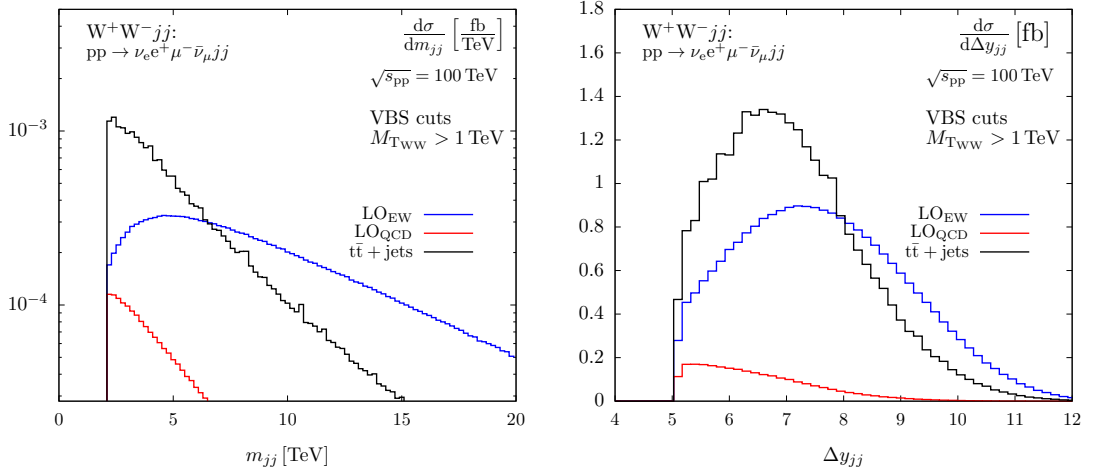 W⁺W⁻jj:
pp → νₑe⁺μ⁻ν̄_μjj
dσ/dm_jj [fb/TeV]
√s_pp = 100 TeV
VBS cuts
M_T_WW > 1 TeV
LO_EW
LO_QCD
tt̄ + jets
10⁻³
10⁻⁴
0 5 10 15 20
m_jj [TeV]
W⁺W⁻jj:
pp → νₑe⁺μ⁻ν̄_μjj
dσ/dΔy_jj [fb]
√s_pp = 100 TeV
VBS cuts
M_T_WW > 1 TeV
LO_EW
LO_QCD
tt̄ + jets
1.8
1.6
1.4
1.2
1
0.8
0.6
0.4
0.2
0
4 5 6 7 8 9 10 11 12
Δy_jj